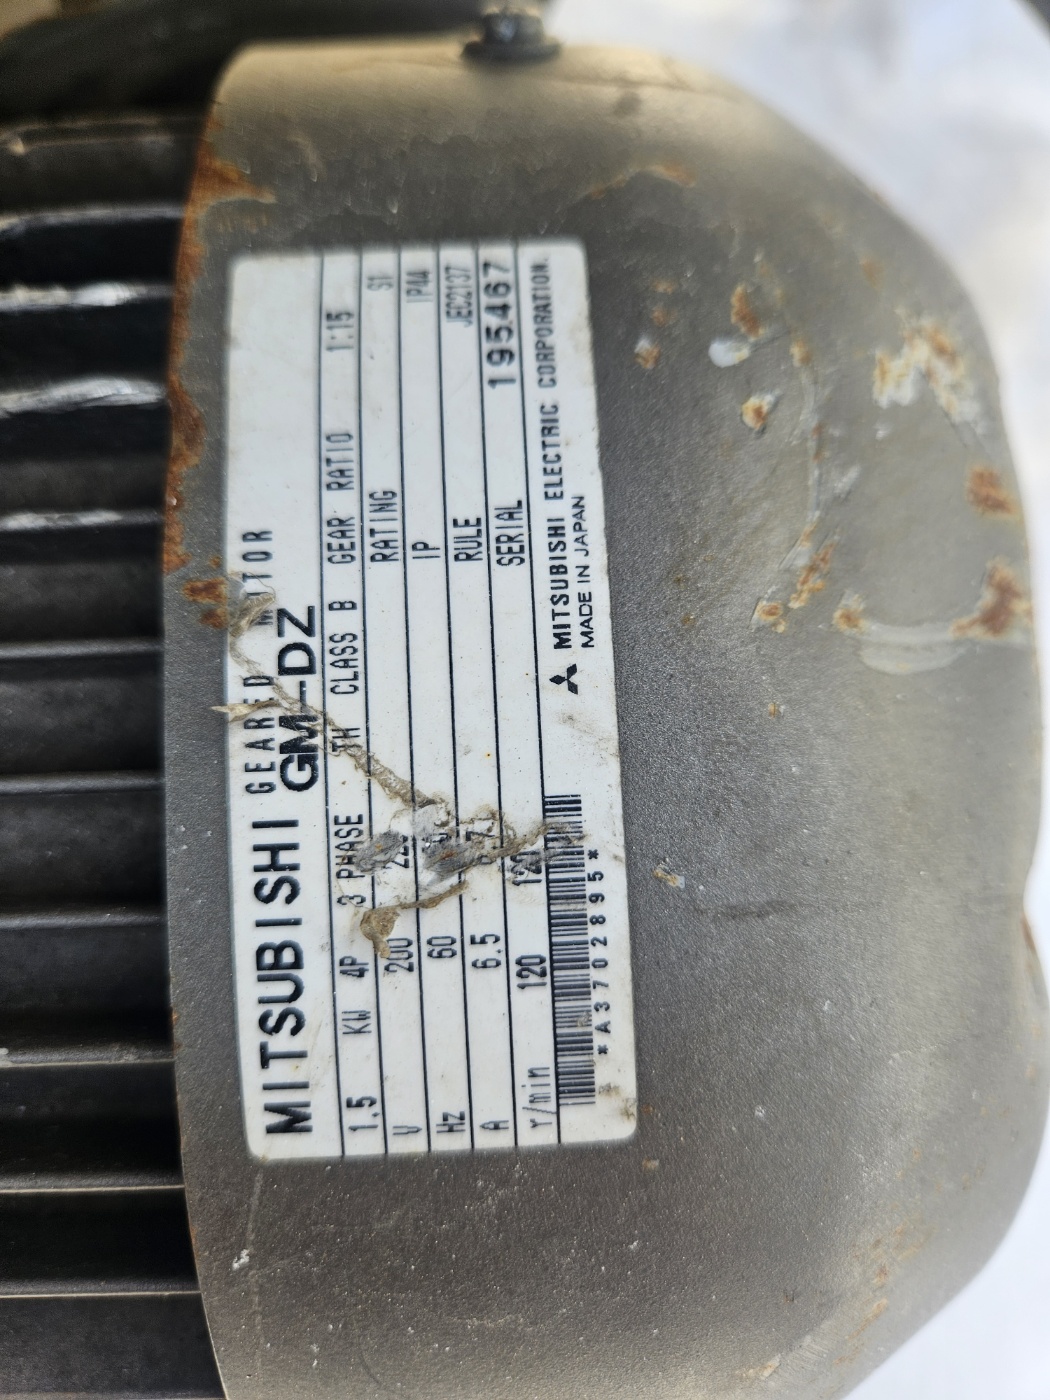 MITSUBISHI GEARED MOTOR
GM-DZ
1.5 KW 4P 3 PHASE TH CLASS B GEAR RATIO 1:15
V 200 RATING S1
Hz 60 IP IP44
A 6.5 RULE JEC2137
r/min 120 120 SERIAL 195467
MITSUBISHI ELECTRIC CORPORATION
MADE IN JAPAN
*A3702895*